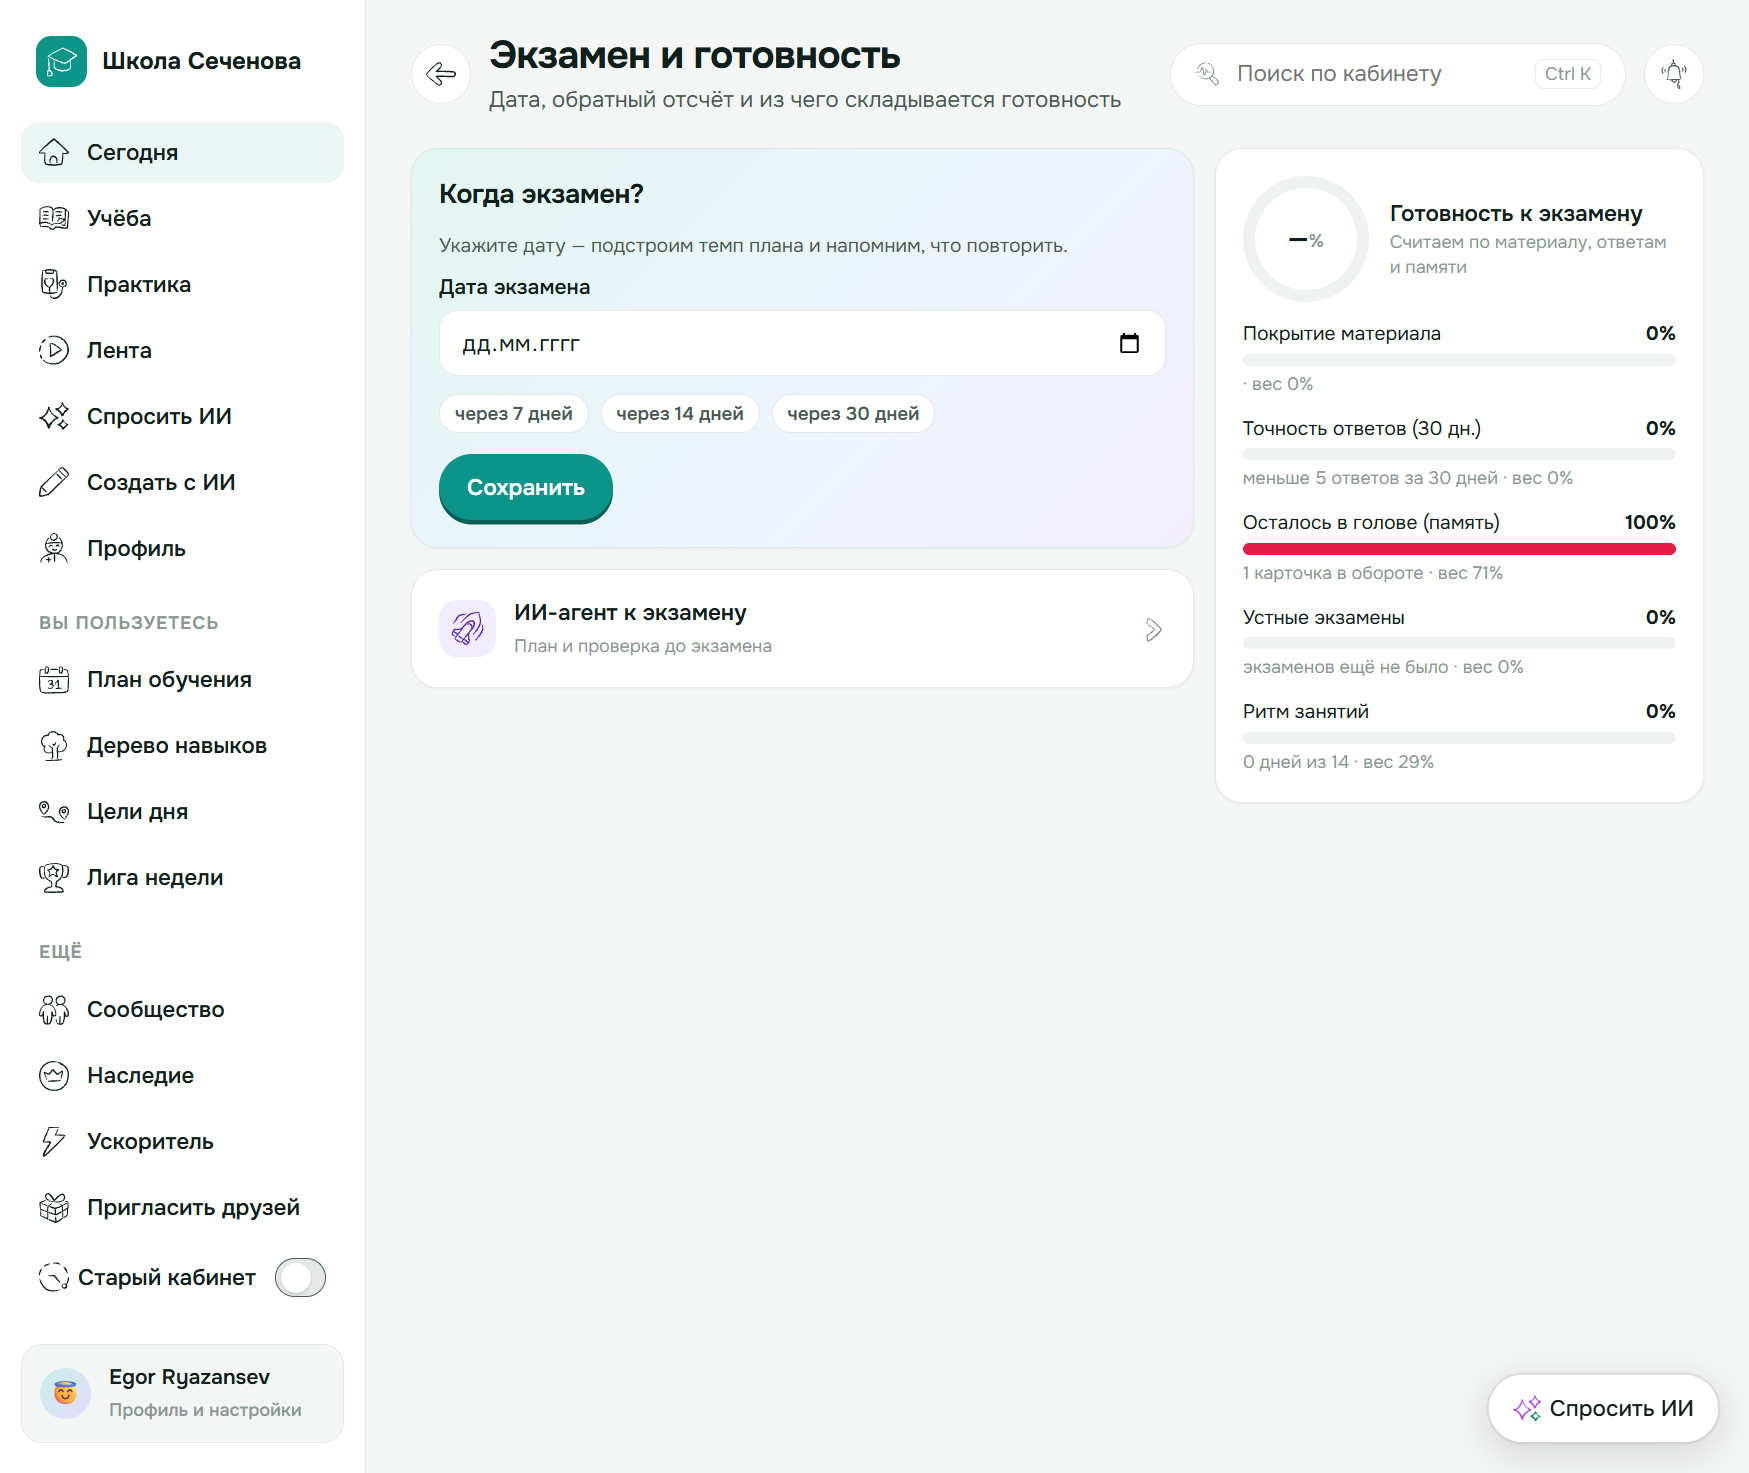 Школа Сеченова
Сегодня
Учёба
Практика
Лента
Спросить ИИ
Создать с ИИ
Профиль
ВЫ ПОЛЬЗУЕТЕСЬ
31
План обучения
Дерево навыков
Цели дня
Лига недели
ЕЩЁ
Сообщество
Наследие
Ускоритель
Пригласить друзей
Старый кабинет
Egor Ryazansev
Профиль и настройки
Экзамен и готовность
Дата, обратный отсчёт и из чего складывается готовность
Поиск по кабинету
Ctrl K
Когда экзамен?
Укажите дату — подстроим темп плана и напомним, что повторить.
Дата экзамена
дд.мм.гггг
через 7 дней
через 14 дней
через 30 дней
Сохранить
ИИ-агент к экзамену
План и проверка до экзамена
—%
Готовность к экзамену
Считаем по материалу, ответам
и памяти
Покрытие материала 0%
· вес 0%
Точность ответов (30 дн.) 0%
меньше 5 ответов за 30 дней · вес 0%
Осталось в голове (память) 100%
1 карточка в обороте · вес 71%
Устные экзамены 0%
экзаменов ещё не было · вес 0%
Ритм занятий 0%
0 дней из 14 · вес 29%
Спросить ИИ